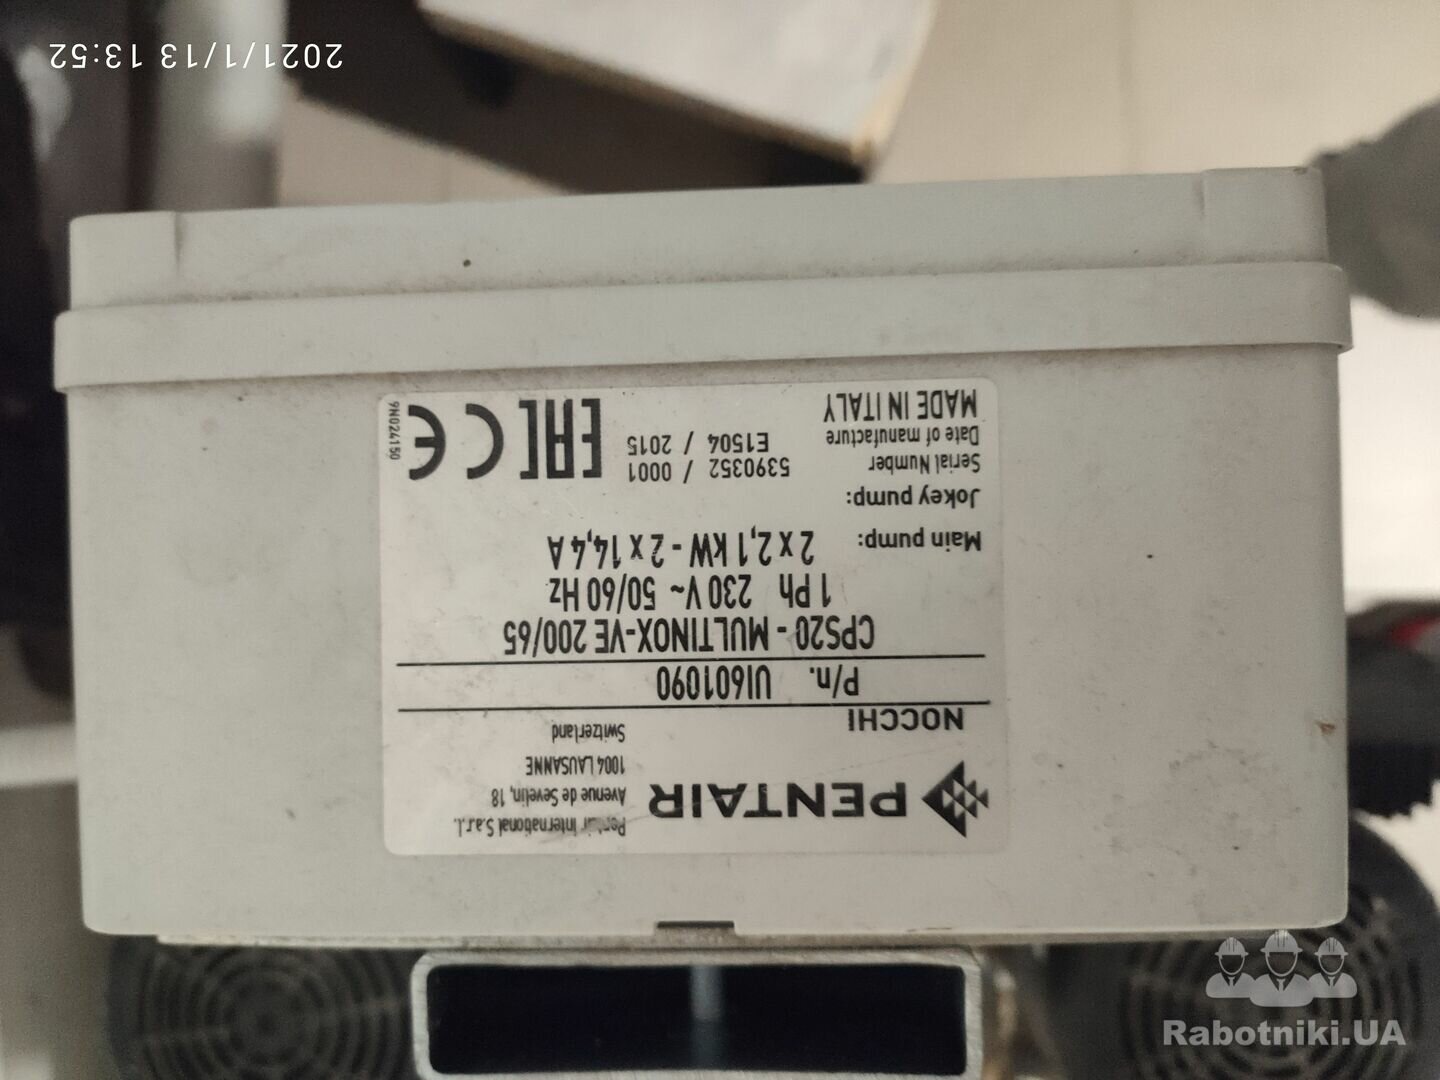 PENTAIR
Pentair International S.a.r.l.
Avenue de Sevelin, 18
1004 LAUSANNE
Switzerland
NOCCHI
P/n. UI601090
CPS20 - MULTINOX-VE 200/65
1 Ph 230 V~ 50/60 Hz
Main pump: 2 x 2,1 kW - 2 x 14,4 A
Jokey pump:
Serial Number 5390352 / 0001
Date of manufacture E1504 / 2015
MADE IN ITALY
EAC CE
9N024150
2021/1/13 13:52
Rabotniki.UA